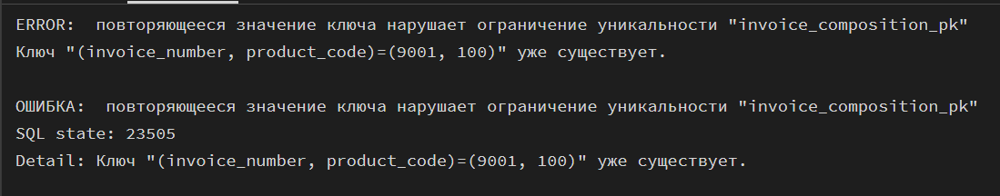 ERROR:  повторяющееся значение ключа нарушает ограничение уникальности "invoice_composition_pk"
Ключ "(invoice_number, product_code)=(9001, 100)" уже существует.
ОШИБКА:  повторяющееся значение ключа нарушает ограничение уникальности "invoice_composition_pk"
SQL state: 23505
Detail: Ключ "(invoice_number, product_code)=(9001, 100)" уже существует.